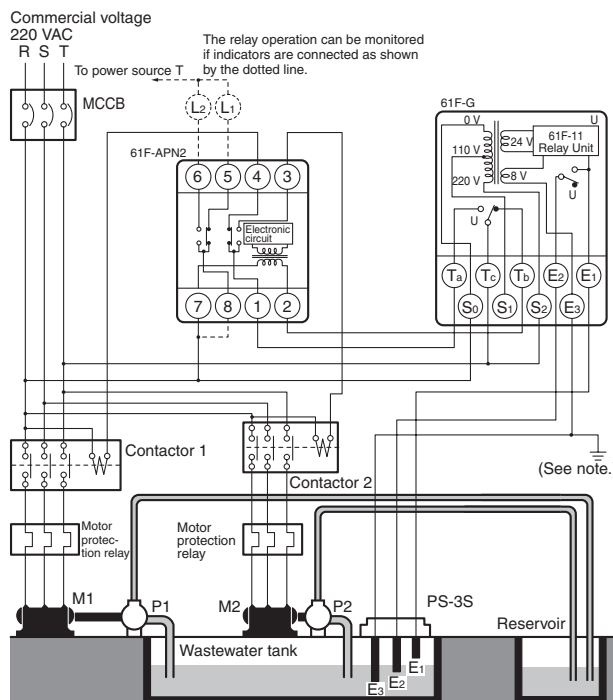 Commercial voltage
220 VAC
R S T
The relay operation can be monitored
if indicators are connected as shown
by the dotted line.
To power source T
MCCB
L2 L1
61F-APN2
6 5 4 3
Electronic
circuit
7 8 1 2
61F-G
0 V
110 V
220 V
24 V
8 V
61F-11
Relay Unit
U
U
U
Ta Tc Tb E2 E1
S0 S1 S2 E3
Contactor 1
Contactor 2
(See note.
Motor
protec-
tion relay
Motor
protection
relay
M1
P1
M2
P2
PS-3S
Reservoir
Wastewater tank
E3 E2 E1